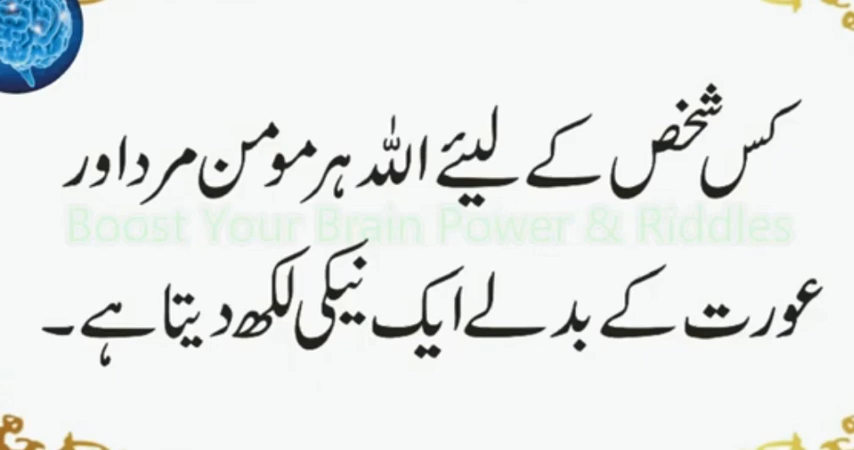 کس شخص کے لیئے اللہ ہر مومن مرد اور
Boost Your Brain Power & Riddles
عورت کے بدلے ایک نیکی لکھ دیتا ہے۔